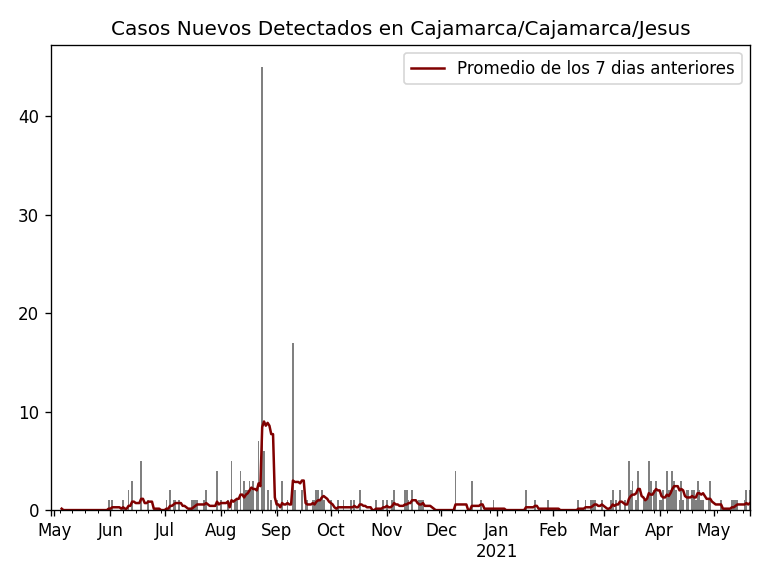 Casos Nuevos Detectados en Cajamarca/Cajamarca/Jesus
Promedio de los 7 dias anteriores
40
30
20
10
0
May Jun Jul Aug Sep Oct Nov Dec Jan Feb Mar Apr May
2021